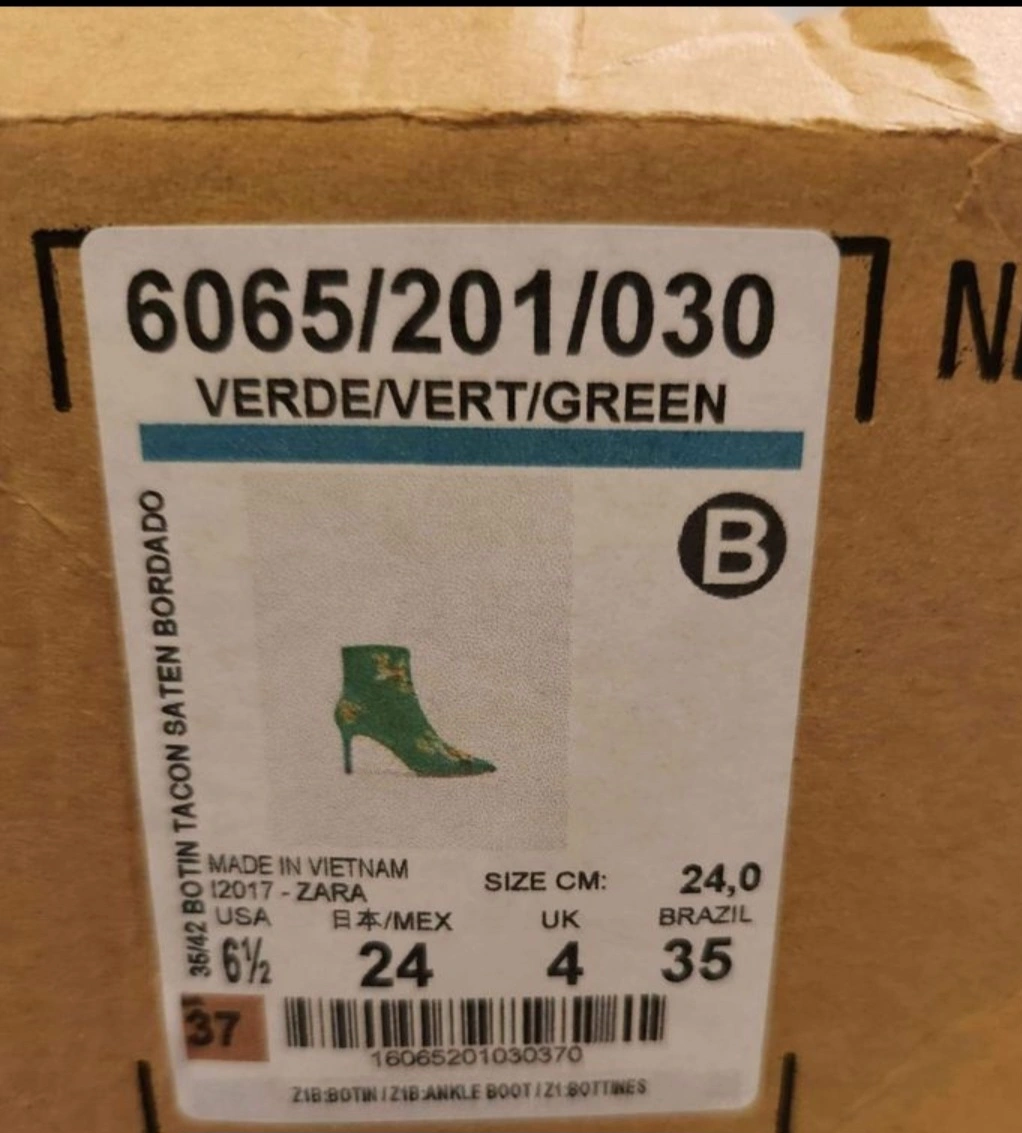 6065/201/030
VERDE/VERT/GREEN
B
35/42 BOTIN TACON SATEN BORDADO
MADE IN VIETNAM
I2017 - ZARA
SIZE CM: 24,0
USA 日本/MEX UK BRAZIL
6½ 24 4 35
37
16065201030370
Z1B:BOTIN / Z1B:ANKLE BOOT / Z1:BOTTINES